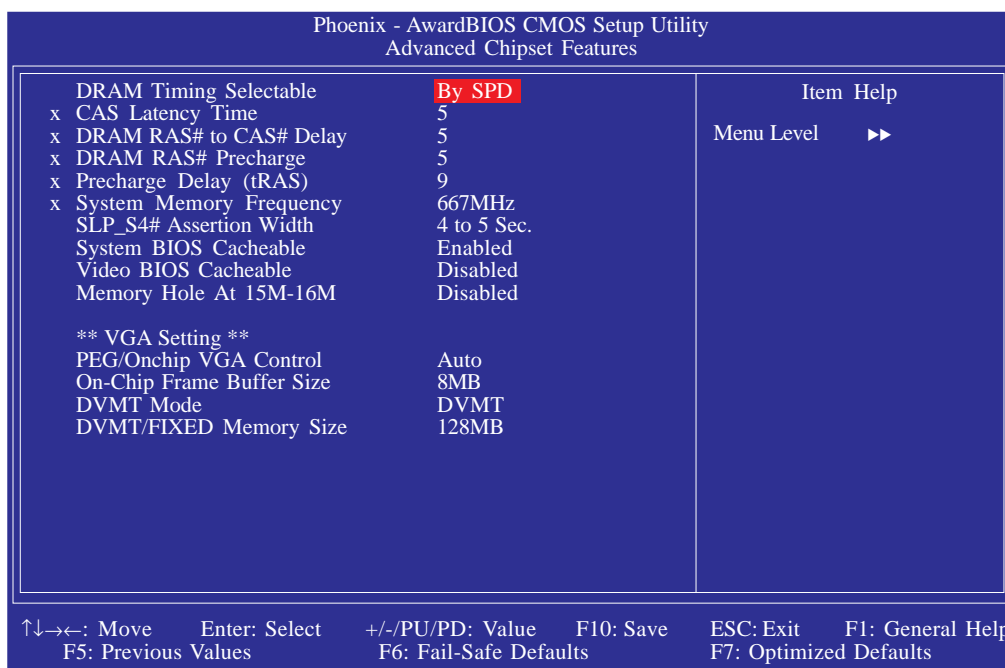 Phoenix - AwardBIOS CMOS Setup Utility
Advanced Chipset Features
DRAM Timing Selectable By SPD
x CAS Latency Time 5
x DRAM RAS# to CAS# Delay 5
x DRAM RAS# Precharge 5
x Precharge Delay (tRAS) 9
x System Memory Frequency 667MHz
SLP_S4# Assertion Width 4 to 5 Sec.
System BIOS Cacheable Enabled
Video BIOS Cacheable Disabled
Memory Hole At 15M-16M Disabled
** VGA Setting **
PEG/Onchip VGA Control Auto
On-Chip Frame Buffer Size 8MB
DVMT Mode DVMT
DVMT/FIXED Memory Size 128MB
Item Help
Menu Level ▶▶
↑↓→←: Move Enter: Select +/-/PU/PD: Value F10: Save ESC: Exit F1: General Help
F5: Previous Values F6: Fail-Safe Defaults F7: Optimized Defaults